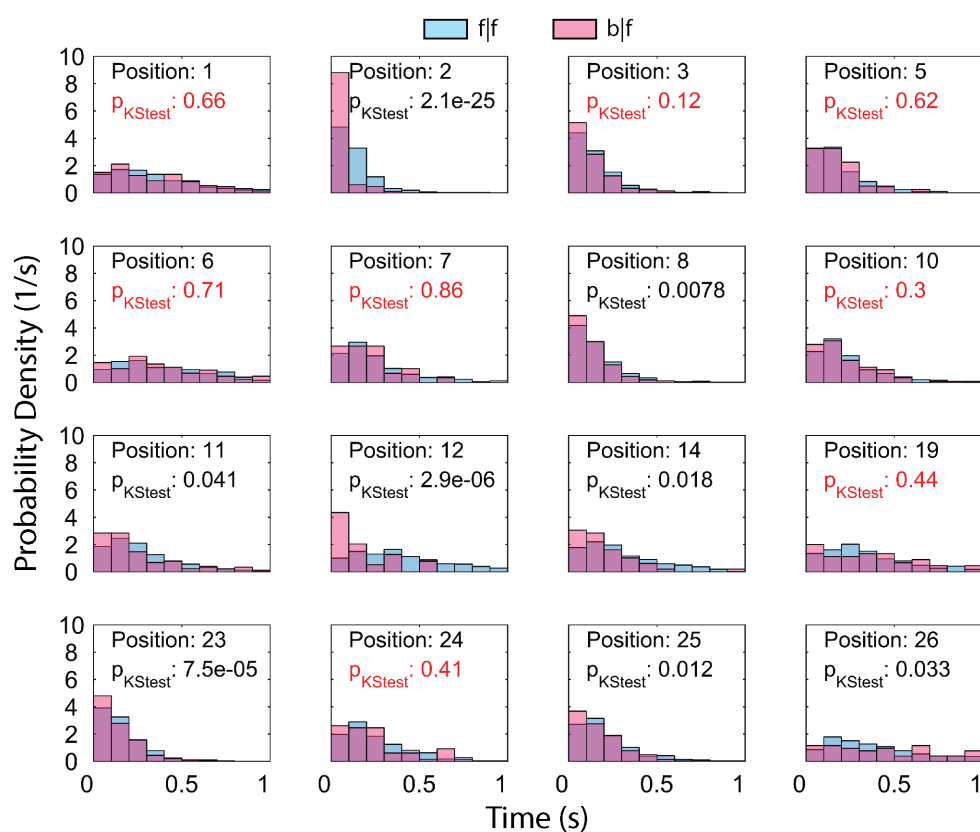 f|f b|f
Position: 1
pKStest: 0.66
Position: 2
pKStest: 2.1e-25
Position: 3
pKStest: 0.12
Position: 5
pKStest: 0.62
10
8
6
4
2
0
Position: 6
pKStest: 0.71
Position: 7
pKStest: 0.86
Position: 8
pKStest: 0.0078
Position: 10
pKStest: 0.3
10
8
6
4
2
0
Probability Density (1/s)
Position: 11
pKStest: 0.041
Position: 12
pKStest: 2.9e-06
Position: 14
pKStest: 0.018
Position: 19
pKStest: 0.44
10
8
6
4
2
0
Position: 23
pKStest: 7.5e-05
Position: 24
pKStest: 0.41
Position: 25
pKStest: 0.012
Position: 26
pKStest: 0.033
10
8
6
4
2
0
0 0.5 1 0 0.5 1 0 0.5 1 0 0.5 1
Time (s)